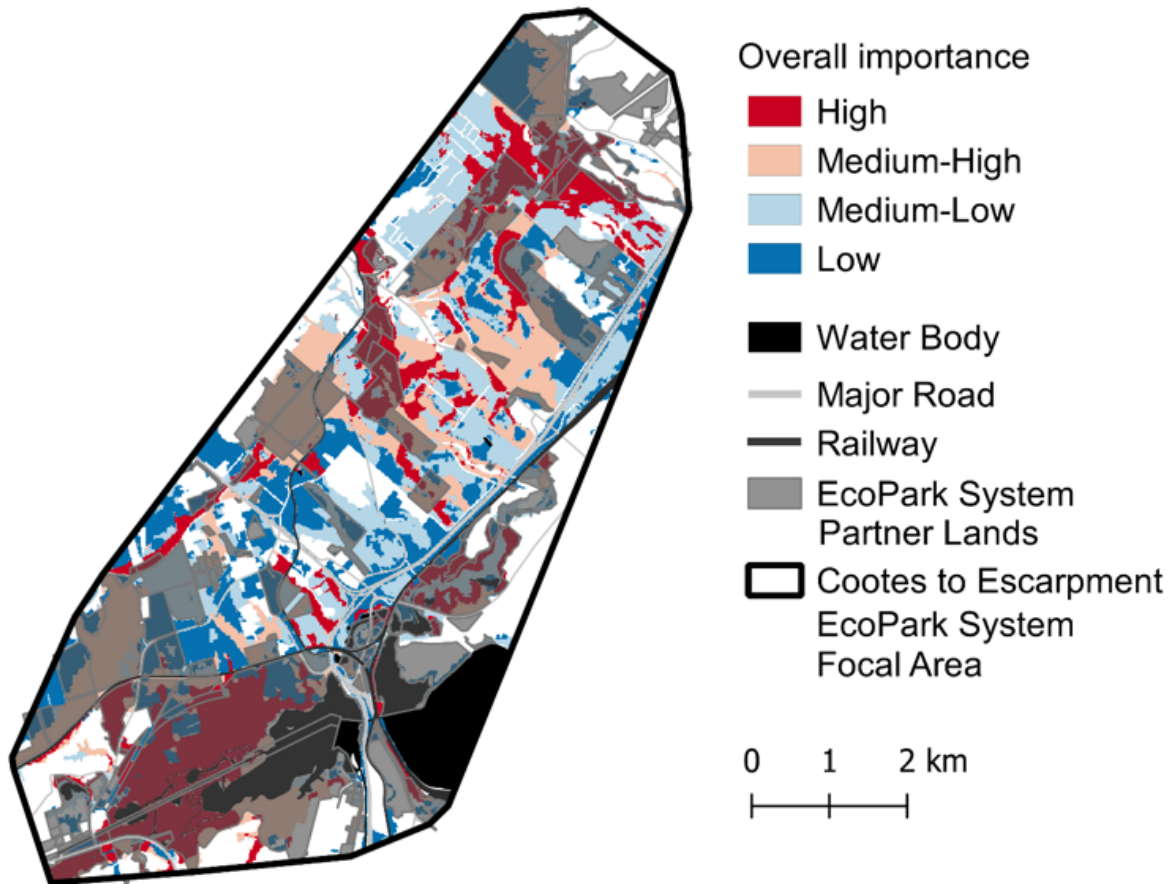 Overall importance
High
Medium-High
Medium-Low
Low
Water Body
Major Road
Railway
EcoPark System
Partner Lands
Cootes to Escarpment
EcoPark System
Focal Area
0 1 2 km